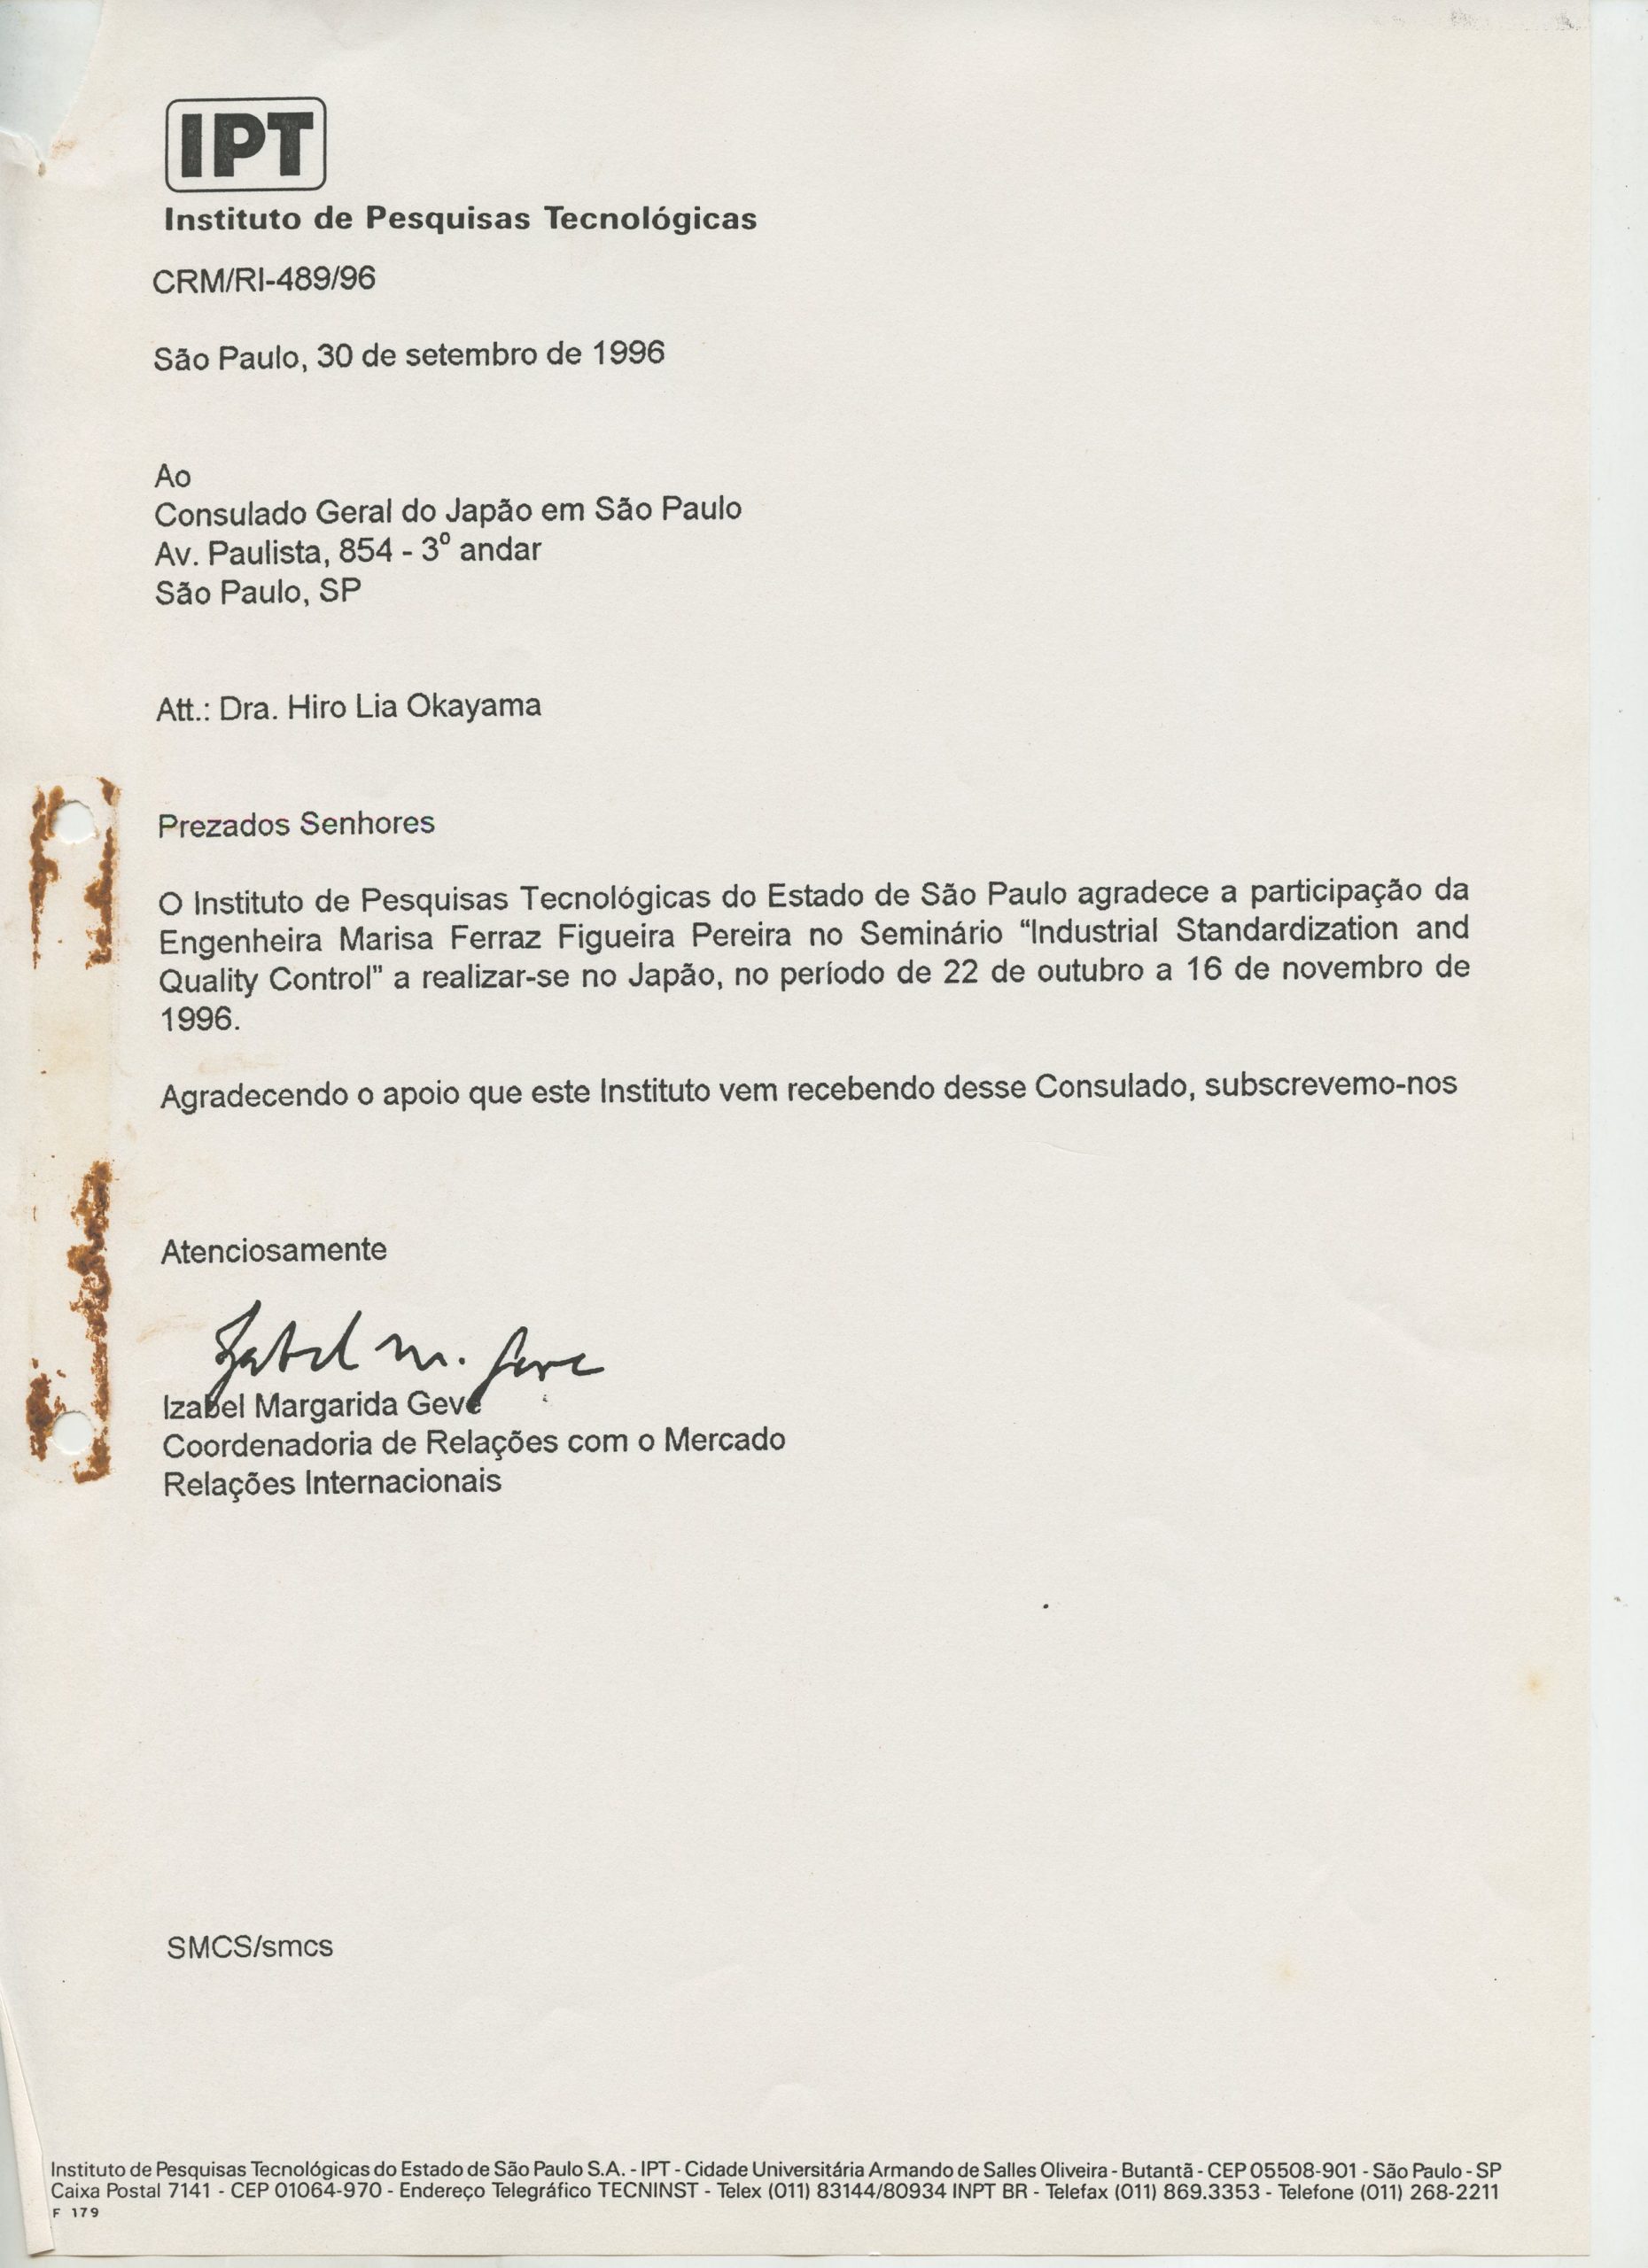 IPT
Instituto de Pesquisas Tecnológicas
CRM/RI-489/96
São Paulo, 30 de setembro de 1996
Ao
Consulado Geral do Japão em São Paulo
Av. Paulista, 854 - 3º andar
São Paulo, SP
Att.: Dra. Hiro Lia Okayama
Prezados Senhores
O Instituto de Pesquisas Tecnológicas do Estado de São Paulo agradece a participação da
Engenheira Marisa Ferraz Figueira Pereira no Seminário “Industrial Standardization and
Quality Control” a realizar-se no Japão, no período de 22 de outubro a 16 de novembro de
1996.
Agradecendo o apoio que este Instituto vem recebendo desse Consulado, subscrevemo-nos
Atenciosamente
Izabel M. Geve
Izabel Margarida Geve
Coordenadoria de Relações com o Mercado
Relações Internacionais
SMCS/smcs
Instituto de Pesquisas Tecnológicas do Estado de São Paulo S.A. - IPT - Cidade Universitária Armando de Salles Oliveira - Butantã - CEP 05508-901 - São Paulo - SP
Caixa Postal 7141 - CEP 01064-970 - Endereço Telegráfico TECNINST - Telex (011) 83144/80934 INPT BR - Telefax (011) 869.3353 - Telefone (011) 268-2211
F 179